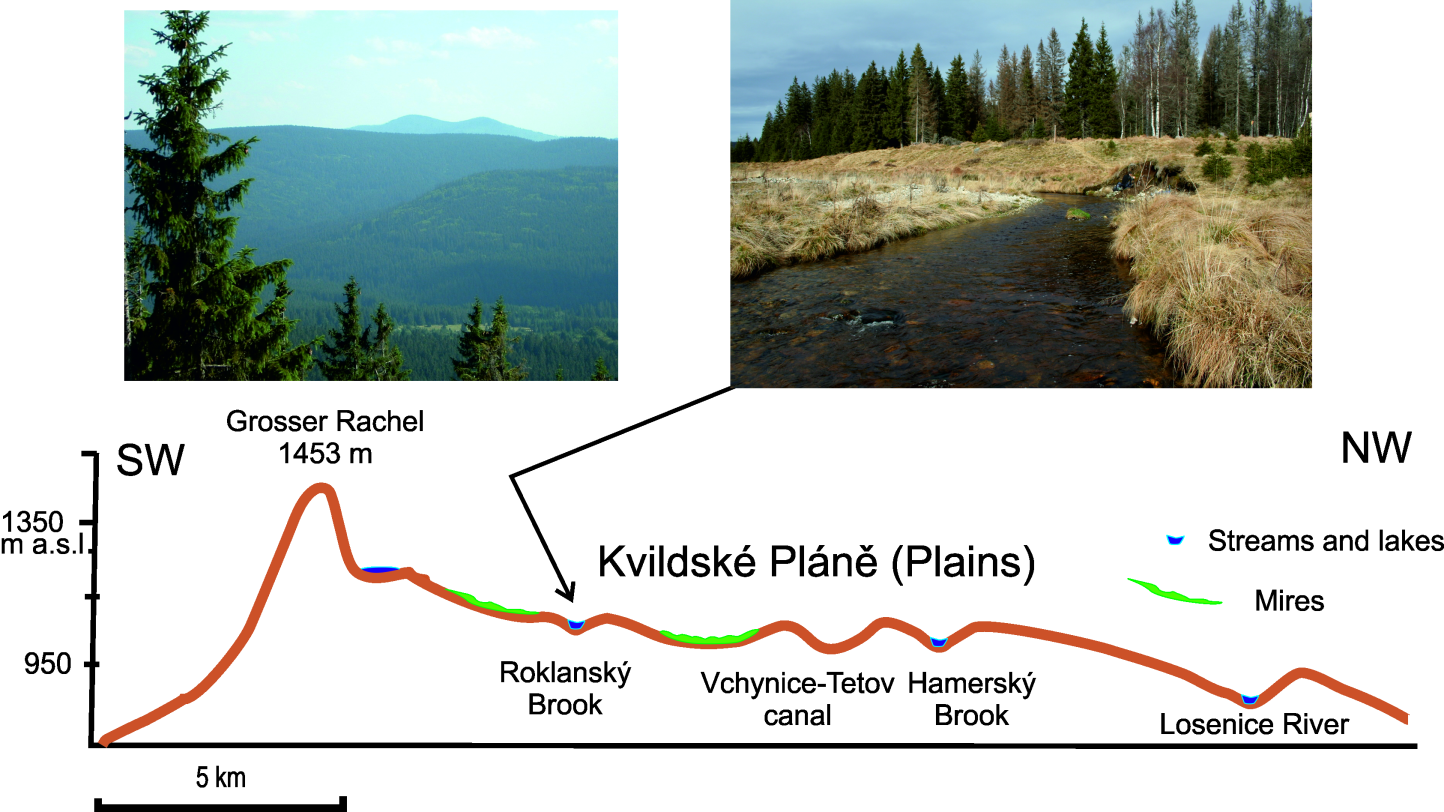 Grosser Rachel
1453 m
SW
NW
1350
m a.s.l.
Streams and lakes
Kvildské Pláně (Plains)
Mires
950
Roklanský
Brook
Vchynice-Tetov
canal
Hamerský
Brook
Losenice River
5 km